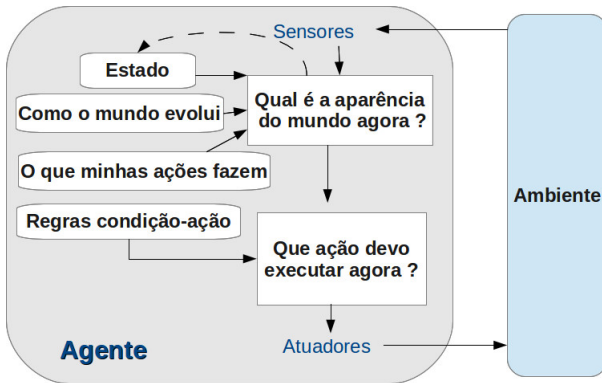 Sensores
Estado
Como o mundo evolui
Qual é a aparência
do mundo agora ?
O que minhas ações fazem
Regras condição-ação
Ambiente
Que ação devo
executar agora ?
Agente
Atuadores